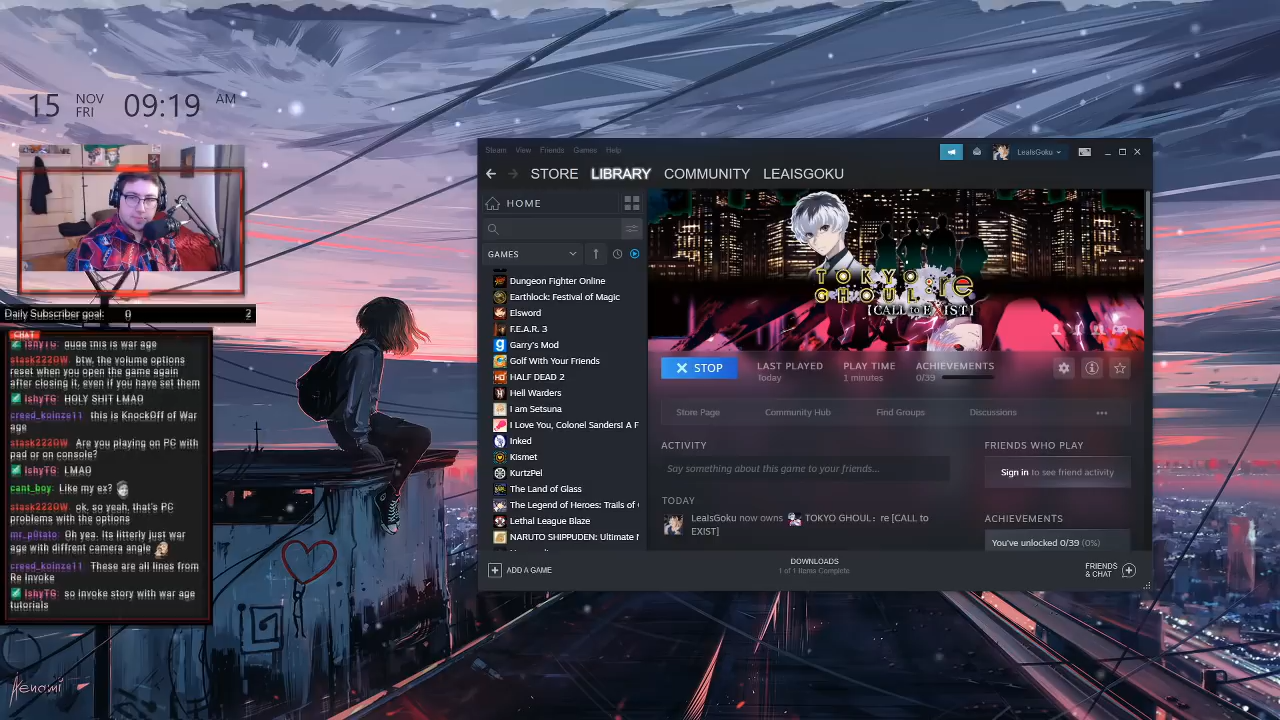 15 NOV FRI 09:19 AM
Daily Subscriber goal: 0 2
CHAT
IshyTG: dude this is war age
stask2220W: btw, the volume options
reset when you open the game again
after closing it, even if you have set them
IshyTG: HOLY SHIT LMAO
creed_koinze11: this is KnockOff of War
age
stask2220W: Are you playing on PC with
pad or on console?
IshyTG: LMAO
cant_boy: Like my ex?
stask2220W: ok, so yeah, that's PC
problems with the options
mr_p0tato: Oh yea. Its litterly just war
age with diffrent camera angle
creed_koinze11: These are all lines from
Re Invoke
IshyTG: so invoke story with war age
tutorials
Steam View Friends Games Help
LeaIsGoku
STORE LIBRARY COMMUNITY LEAISGOKU
HOME
GAMES
Dungeon Fighter Online
Earthlock: Festival of Magic
Elsword
F.E.A.R. 3
Garry's Mod
Golf With Your Friends
HALF DEAD 2
Hell Warders
I am Setsuna
I Love You, Colonel Sanders! A F
Inked
Kismet
KurtzPel
The Land of Glass
The Legend of Heroes: Trails of
Lethal League Blaze
NARUTO SHIPPUDEN: Ultimate
ADD A GAME
TOKYO
GHOUL:re
[CALL to EXIST]
STOP
LAST PLAYED
Today
PLAY TIME
1 minutes
ACHIEVEMENTS
0/39
Store Page Community Hub Find Groups Discussions
ACTIVITY
Say something about this game to your friends...
TODAY
LeaIsGoku now owns TOKYO GHOUL：re [CALL to
EXIST]
FRIENDS WHO PLAY
Sign in to see friend activity
ACHIEVEMENTS
You've unlocked 0/39 (0%)
DOWNLOADS
1 of 1 Items Complete
FRIENDS
& CHAT
Aenami